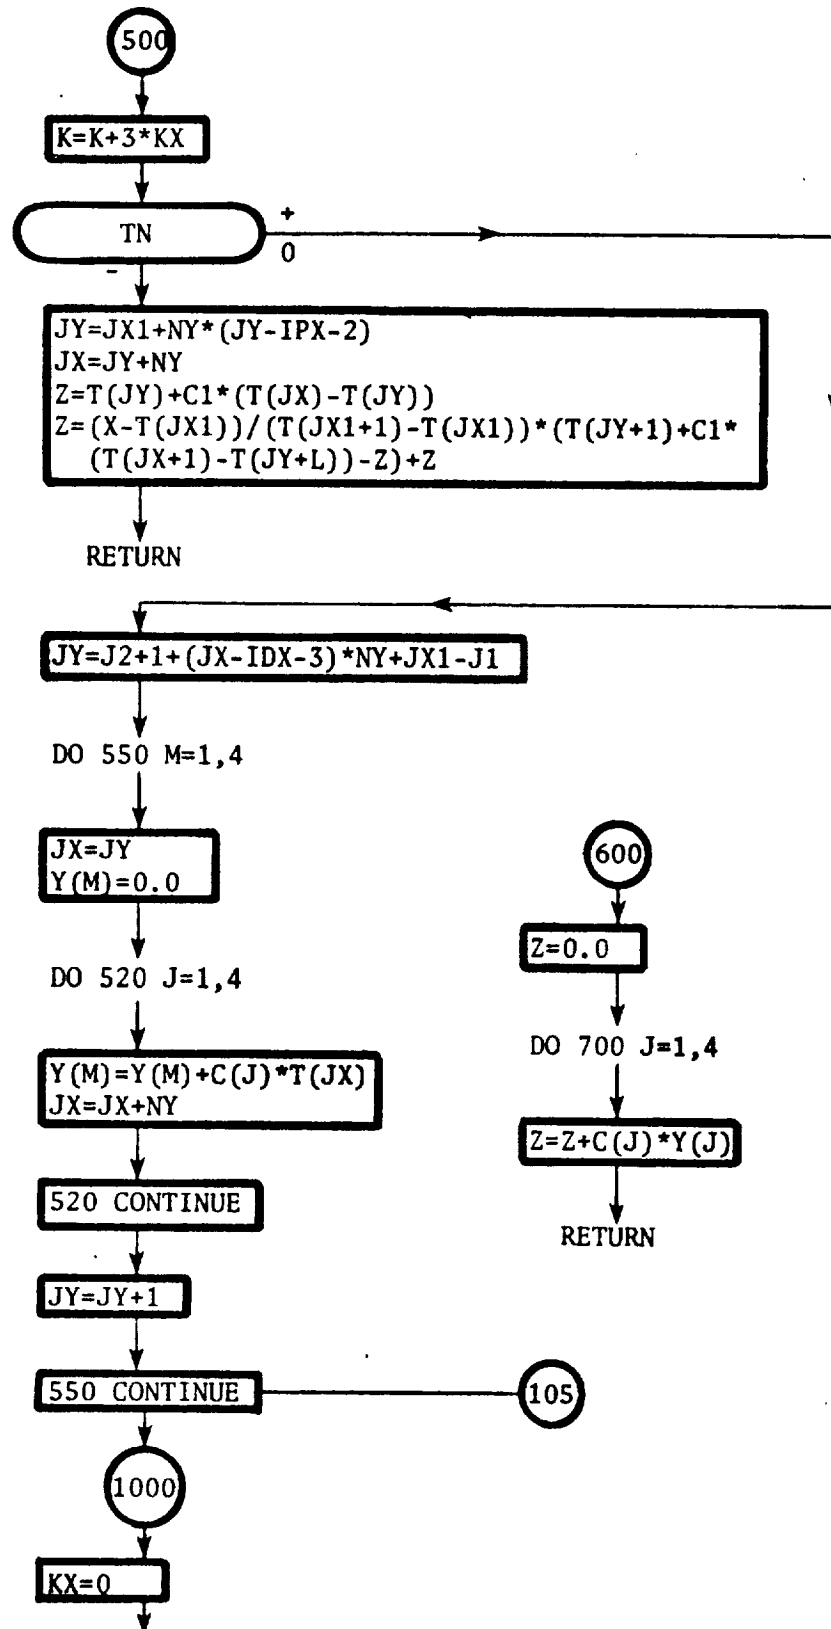 500
K=K+3*KX
TN
+
0
-
JY=JX1+NY*(JY-IPX-2)
JX=JY+NY
Z=T(JY)+C1*(T(JX)-T(JY))
Z=(X-T(JX1))/(T(JX1+1)-T(JX1))*(T(JY+1)+C1*
(T(JX+1)-T(JY+L))-Z)+Z
RETURN
JY=J2+1+(JX-IDX-3)*NY+JX1-J1
DO 550 M=1,4
JX=JY
Y(M)=0.0
DO 520 J=1,4
Y(M)=Y(M)+C(J)*T(JX)
JX=JX+NY
520 CONTINUE
JY=JY+1
550 CONTINUE
105
1000
KX=0
600
Z=0.0
DO 700 J=1,4
Z=Z+C(J)*Y(J)
RETURN